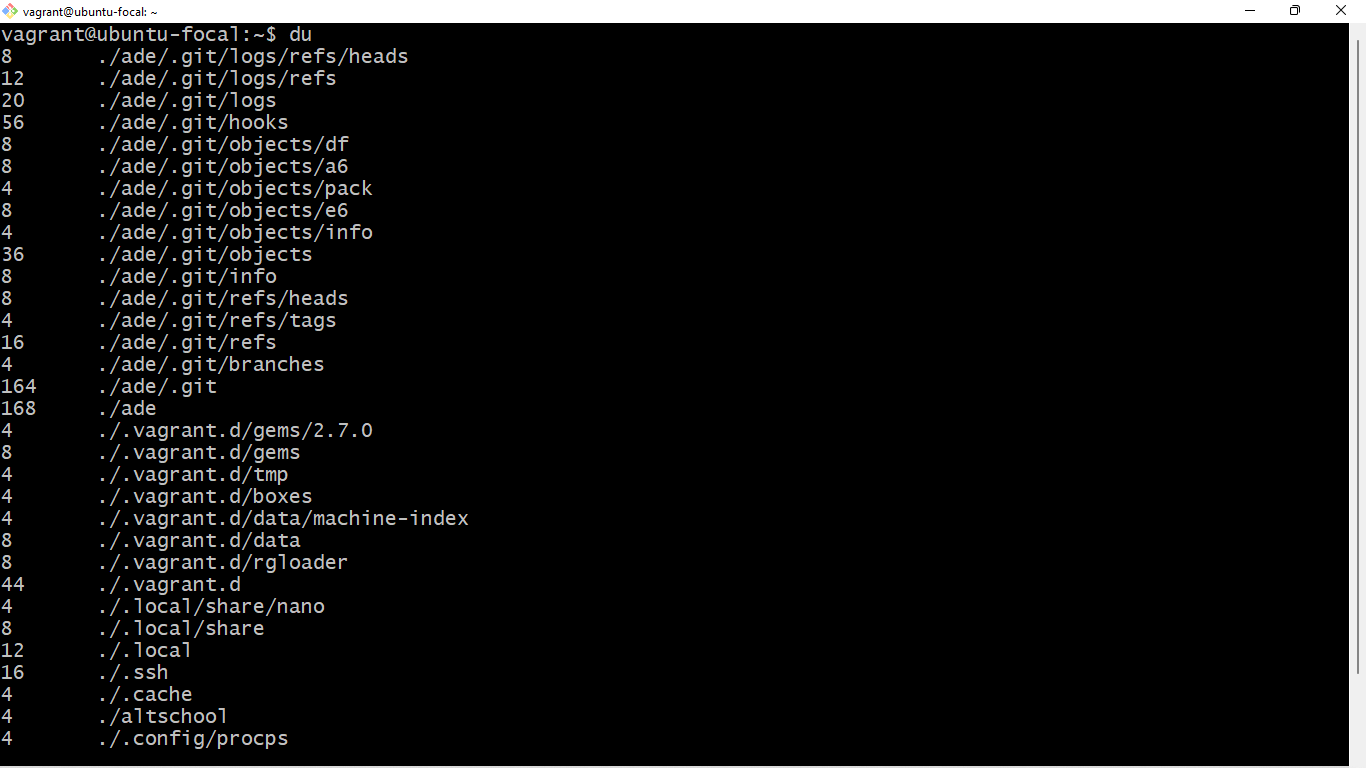 vagrant@ubuntu-focal: ~
vagrant@ubuntu-focal:~$ du
8       ./ade/.git/logs/refs/heads
12      ./ade/.git/logs/refs
20      ./ade/.git/logs
56      ./ade/.git/hooks
8       ./ade/.git/objects/df
8       ./ade/.git/objects/a6
4       ./ade/.git/objects/pack
8       ./ade/.git/objects/e6
4       ./ade/.git/objects/info
36      ./ade/.git/objects
8       ./ade/.git/info
8       ./ade/.git/refs/heads
4       ./ade/.git/refs/tags
16      ./ade/.git/refs
4       ./ade/.git/branches
164     ./ade/.git
168     ./ade
4       ./.vagrant.d/gems/2.7.0
8       ./.vagrant.d/gems
4       ./.vagrant.d/tmp
4       ./.vagrant.d/boxes
4       ./.vagrant.d/data/machine-index
8       ./.vagrant.d/data
8       ./.vagrant.d/rgloader
44      ./.vagrant.d
4       ./.local/share/nano
8       ./.local/share
12      ./.local
16      ./.ssh
4       ./.cache
4       ./altschool
4       ./.config/procps